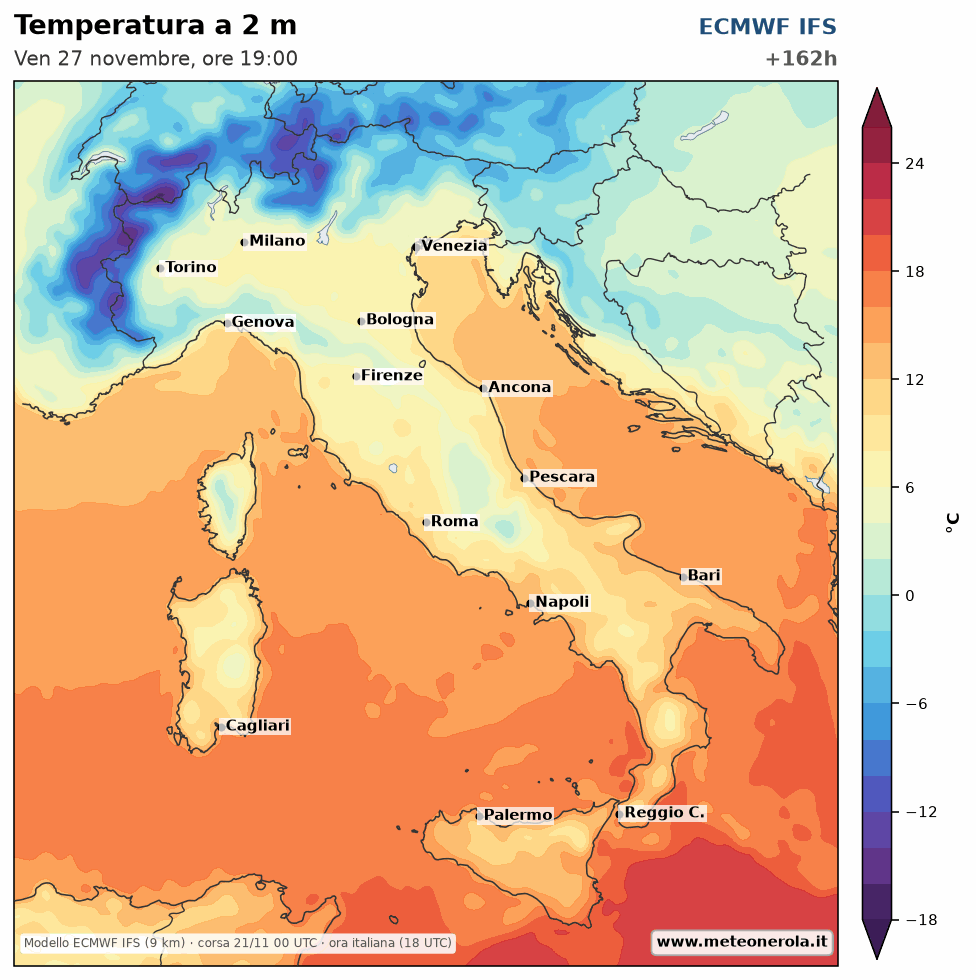 Temperatura a 2 m
ECMWF IFS
Ven 27 novembre, ore 19:00
+162h
Milano
Venezia
Torino
Genova
Bologna
Firenze
Ancona
Pescara
Roma
Bari
Napoli
Cagliari
Palermo
Reggio C.
24
18
12
6
0
−6
−12
−18
°C
Modello ECMWF IFS (9 km) · corsa 21/11 00 UTC · ora italiana (18 UTC)
www.meteonerola.it